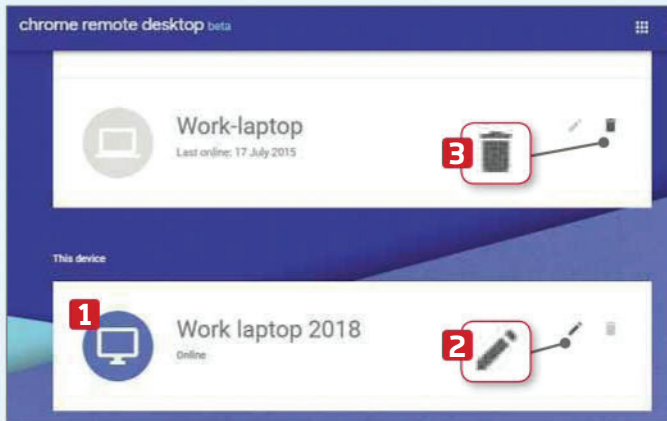 chrome remote desktop beta
Work-laptop
Last online: 17 July 2015
3
This device
1
Work laptop 2018
Online
2